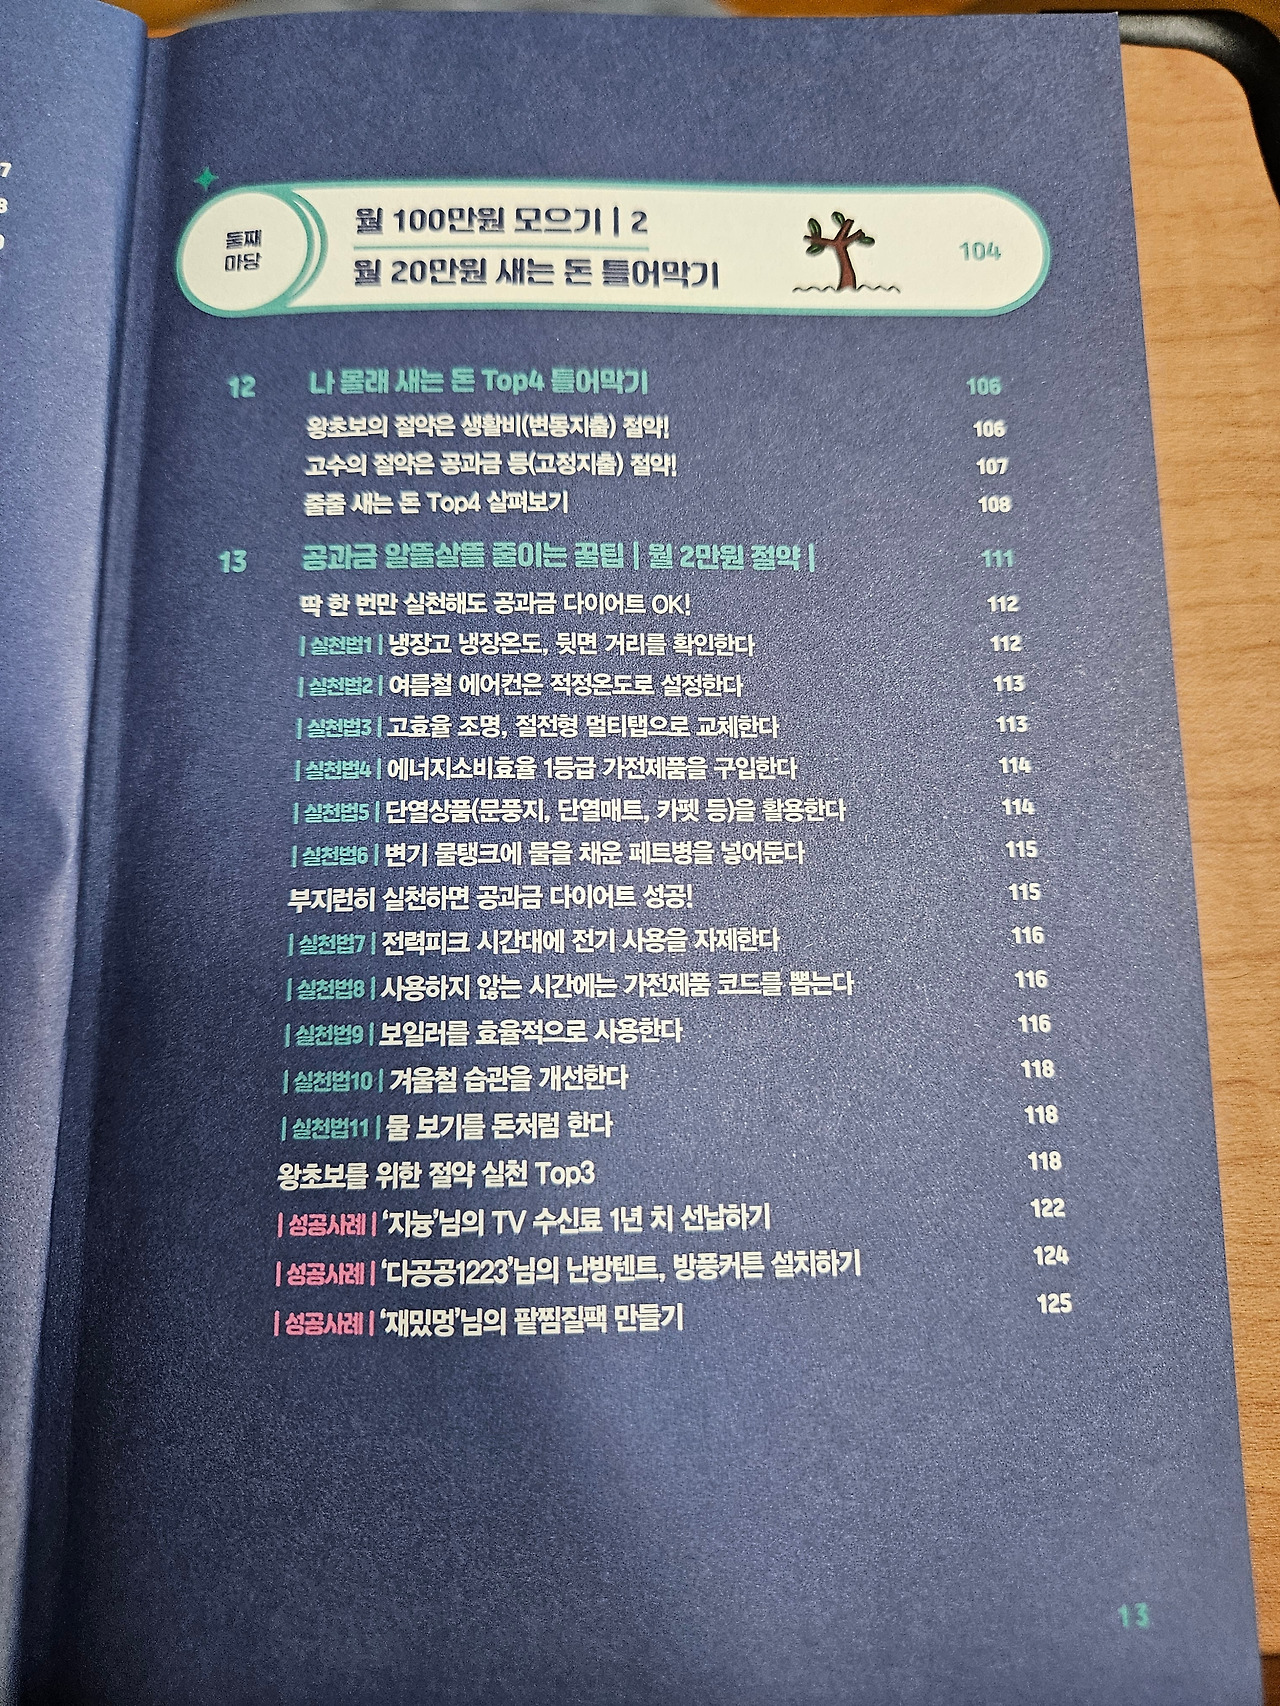 7
8
둘째
마당
월 100만원 모으기 | 2
월 20만원 새는 돈 틀어막기
104
12 나 몰래 새는 돈 Top4 틀어막기 106
왕초보의 절약은 생활비(변동지출) 절약! 106
고수의 절약은 공과금 등(고정지출) 절약! 107
줄줄 새는 돈 Top4 살펴보기 108
13 공과금 알뜰살뜰 줄이는 꿀팁 | 월 2만원 절약 | 111
딱 한 번만 실천해도 공과금 다이어트 OK! 112
| 실천법1 | 냉장고 냉장온도, 뒷면 거리를 확인한다 112
| 실천법2 | 여름철 에어컨은 적정온도로 설정한다 113
| 실천법3 | 고효율 조명, 절전형 멀티탭으로 교체한다 113
| 실천법4 | 에너지소비효율 1등급 가전제품을 구입한다 114
| 실천법5 | 단열상품(문풍지, 단열매트, 카펫 등)을 활용한다 114
| 실천법6 | 변기 물탱크에 물을 채운 페트병을 넣어둔다 115
부지런히 실천하면 공과금 다이어트 성공! 115
| 실천법7 | 전력피크 시간대에 전기 사용을 자제한다 116
| 실천법8 | 사용하지 않는 시간에는 가전제품 코드를 뽑는다 116
| 실천법9 | 보일러를 효율적으로 사용한다 116
| 실천법10 | 겨울철 습관을 개선한다 118
| 실천법11 | 물 보기를 돈처럼 한다 118
왕초보를 위한 절약 실천 Top3 118
| 성공사례 | ‘지늉’님의 TV 수신료 1년 치 선납하기 122
| 성공사례 | ‘다공공1223’님의 난방텐트, 방풍커튼 설치하기 124
| 성공사례 | ‘재밌멍’님의 팥찜질팩 만들기 125
13